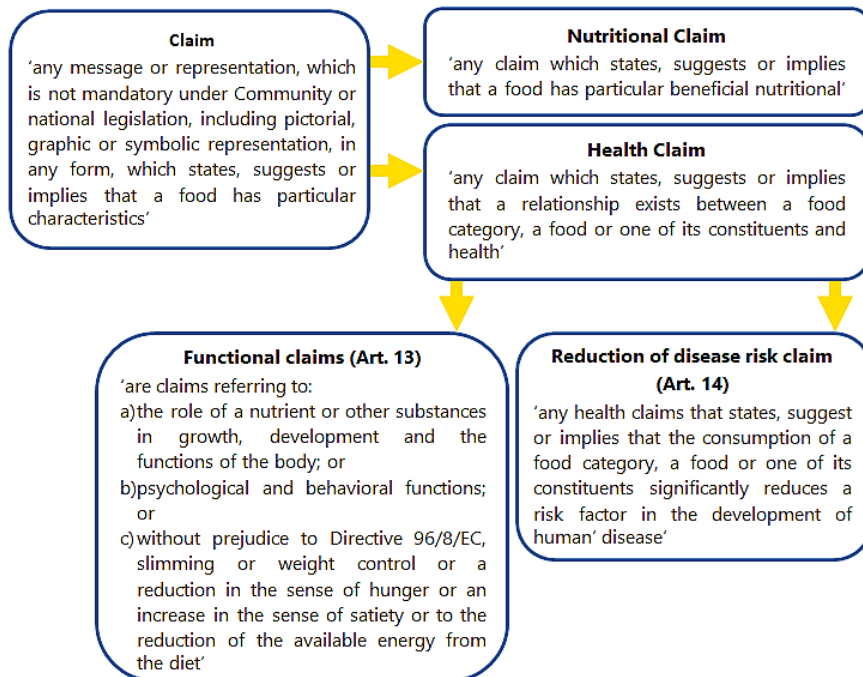 Claim
‘any message or representation, which
is not mandatory under Community or
national legislation, including pictorial,
graphic or symbolic representation, in
any form, which states, suggests or
implies that a food has particular
characteristics’
Nutritional Claim
‘any claim which states, suggests or implies
that a food has particular beneficial nutritional’
Health Claim
‘any claim which states, suggests or implies
that a relationship exists between a food
category, a food or one of its constituents and
health’
Functional claims (Art. 13)
‘are claims referring to:
a)the role of a nutrient or other substances
in growth, development and the
functions of the body; or
b)psychological and behavioral functions;
or
c)without prejudice to Directive 96/8/EC,
slimming or weight control or a
reduction in the sense of hunger or an
increase in the sense of satiety or to the
reduction of the available energy from
the diet’
Reduction of disease risk claim
(Art. 14)
‘any health claims that states, suggest
or implies that the consumption of a
food category, a food or one of its
constituents significantly reduces a
risk factor in the development of
human’ disease’